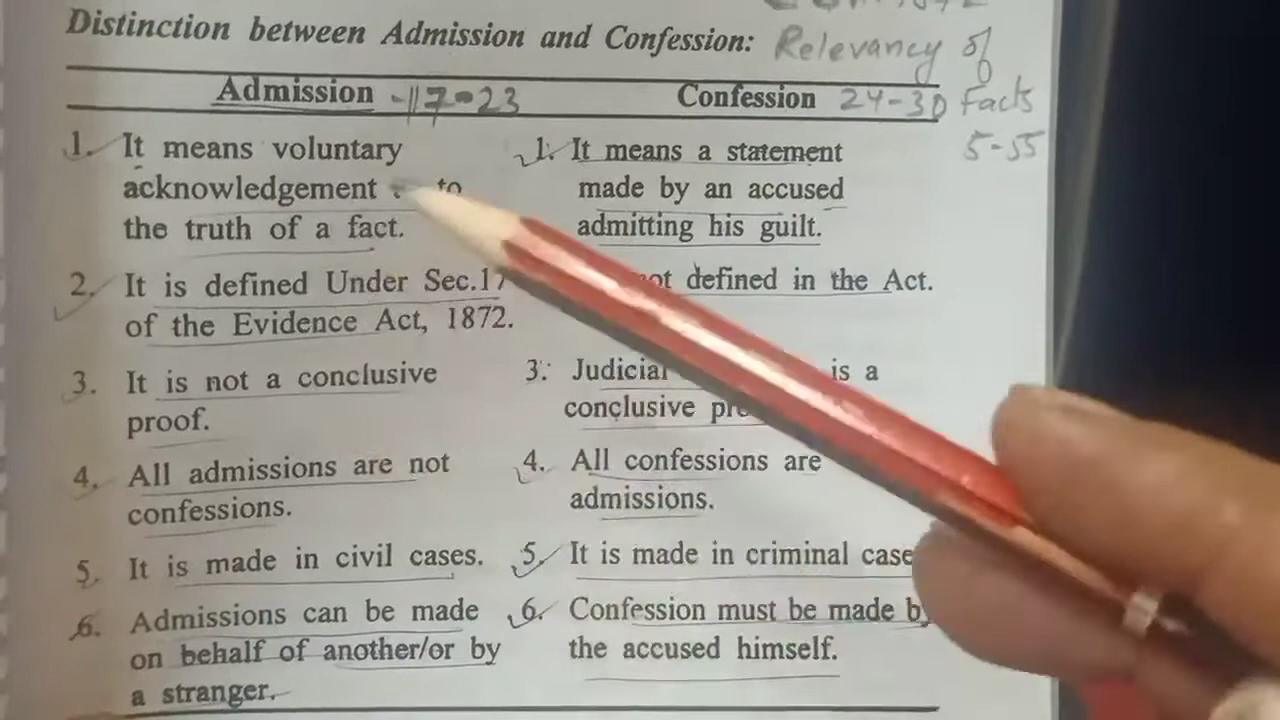 Distinction between Admission and Confession: Relevancy of
Admission - 17-23
Confession 24-30 Facts
5-55
1. It means voluntary
acknowledgement to
the truth of a fact.
1. It means a statement
made by an accused
admitting his guilt.
2. It is defined Under Sec.17
of the Evidence Act, 1872.
not defined in the Act.
3. It is not a conclusive
proof.
3. Judicial is a
conclusive
4. All admissions are not
confessions.
4. All confessions are
admissions.
5. It is made in civil cases.
5. It is made in criminal case
6. Admissions can be made
on behalf of another/or by
a stranger.
6. Confession must be made by
the accused himself.